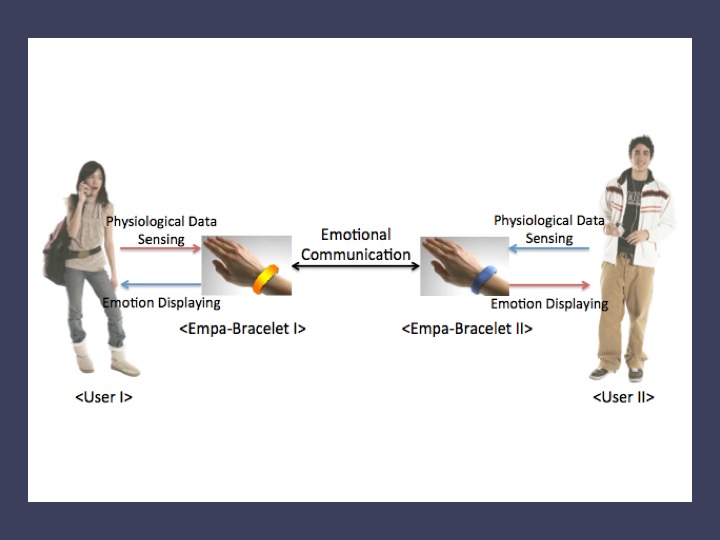 Physiological Data
Sensing
Emotion Displaying
<Empa-Bracelet I>
<User I>
Emotional
Communication
Physiological Data
Sensing
Emotion Displaying
<Empa-Bracelet II>
<User II>